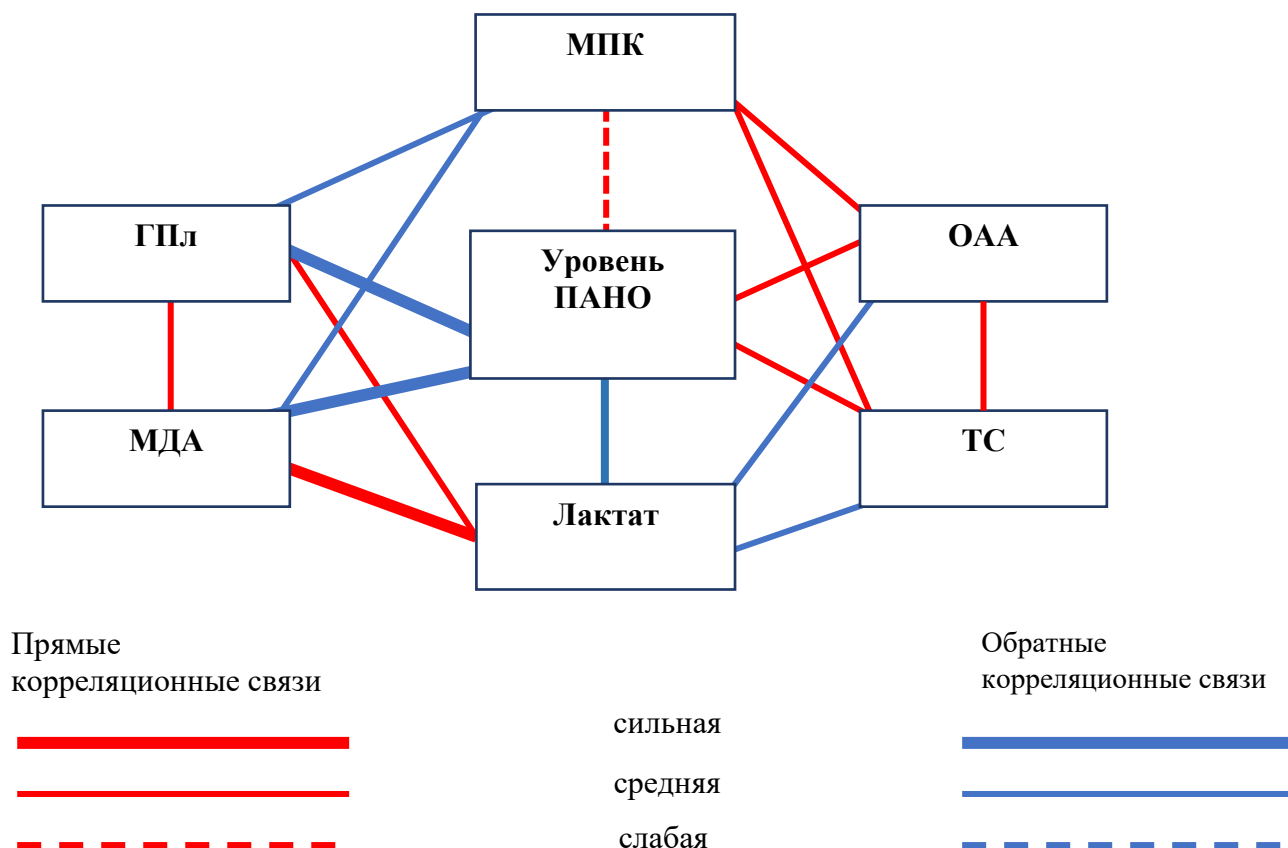 МПК
ГПл
ОАА
Уровень
ПАНО
МДА
ТС
Лактат
Прямые
корреляционные связи
Обратные
корреляционные связи
сильная
средняя
слабая